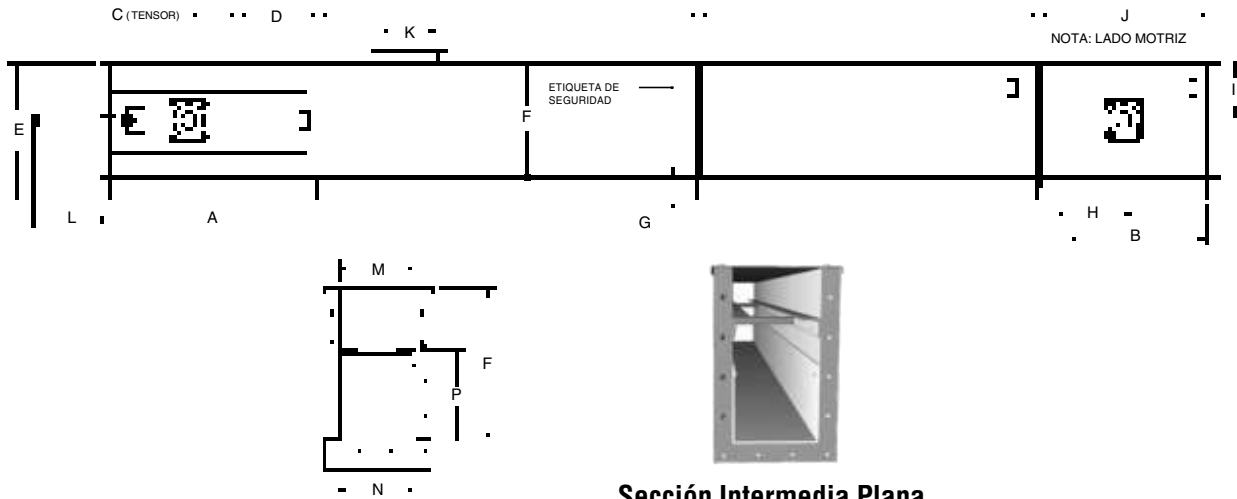 C (TENSOR)
D
J
K
NOTA: LADO MOTRIZ
ETIQUETA DE
SEGURIDAD
I
E
F
L
A
G
H
B
M
F
P
N
Sección Intermedia Plana